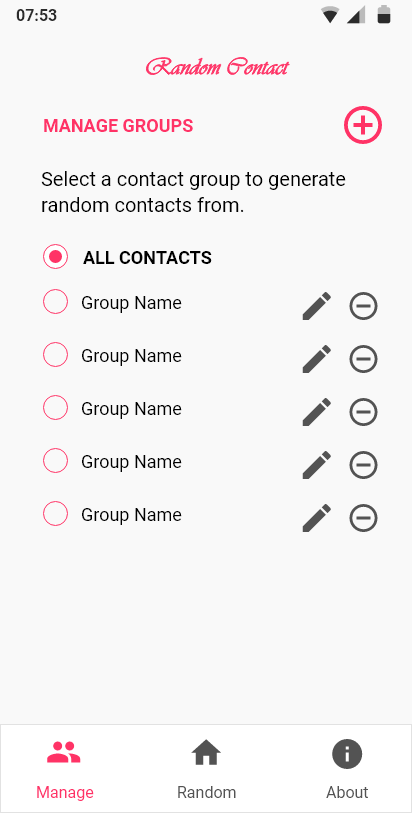 07:53
Random Contact
MANAGE GROUPS
Select a contact group to generate
random contacts from.
ALL CONTACTS
Group Name
Group Name
Group Name
Group Name
Group Name
Manage Random About